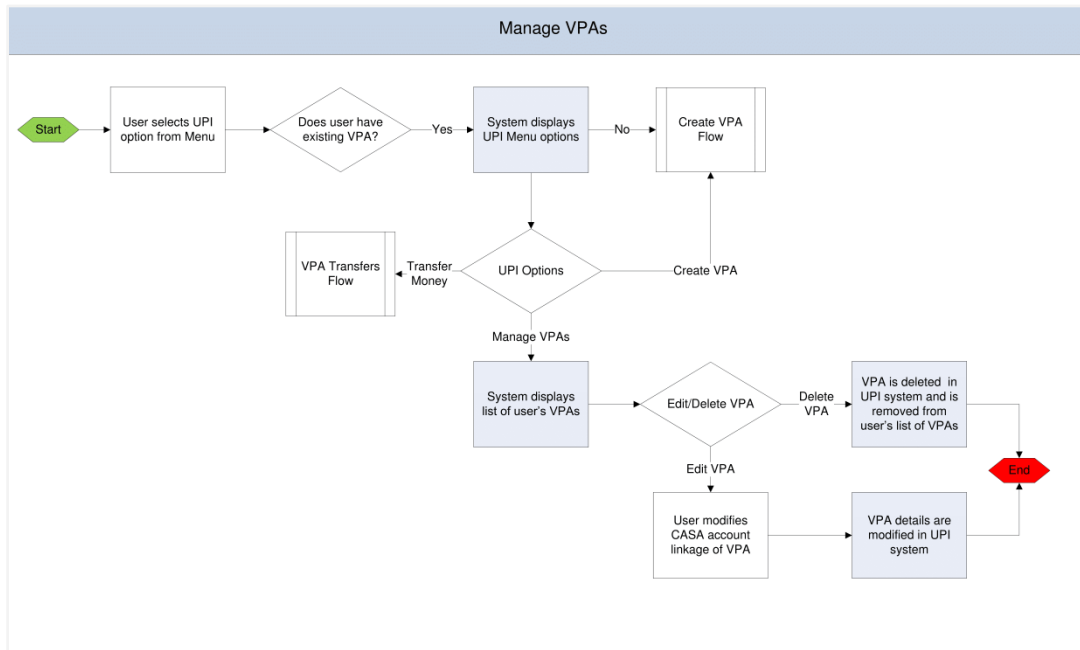 Manage VPAs
Start
User selects UPI
option from Menu
Does user have
existing VPA?
Yes
System displays
UPI Menu options
No
Create VPA
Flow
VPA Transfers
Flow
Transfer
Money
UPI Options
Create VPA
Manage VPAs
System displays
list of user's VPAs
Edit/Delete VPA
Delete
VPA
VPA is deleted in
UPI system and is
removed from
user's list of VPAs
End
Edit VPA
User modifies
CASA account
linkage of VPA
VPA details are
modified in UPI
system